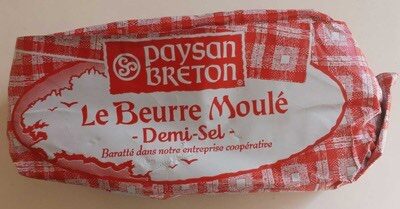 paysan
BRETON
Le Beurre Moulé
- Demi-Sel -
Baratté dans notre entreprise coopérative